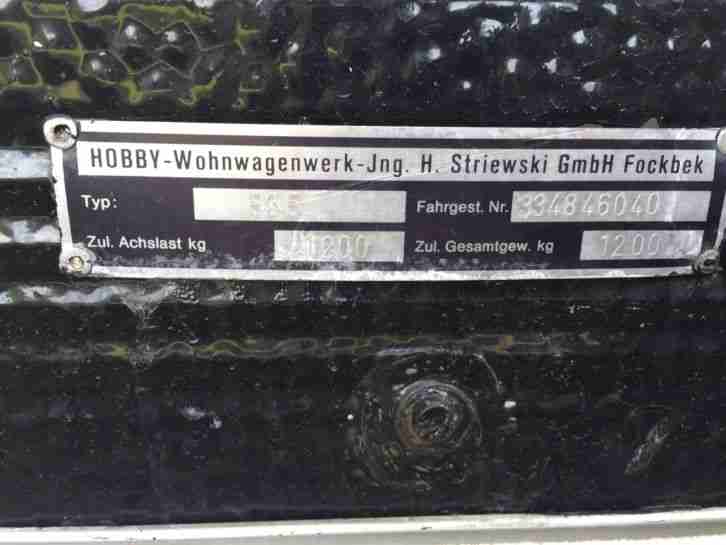 HOBBY-Wohnwagenwerk-Jng. H. Striewski GmbH Fockbek
Typ: Fahrgest. Nr. 334846040
Zul. Achslast kg 1200 Zul. Gesamtgew. kg 1200